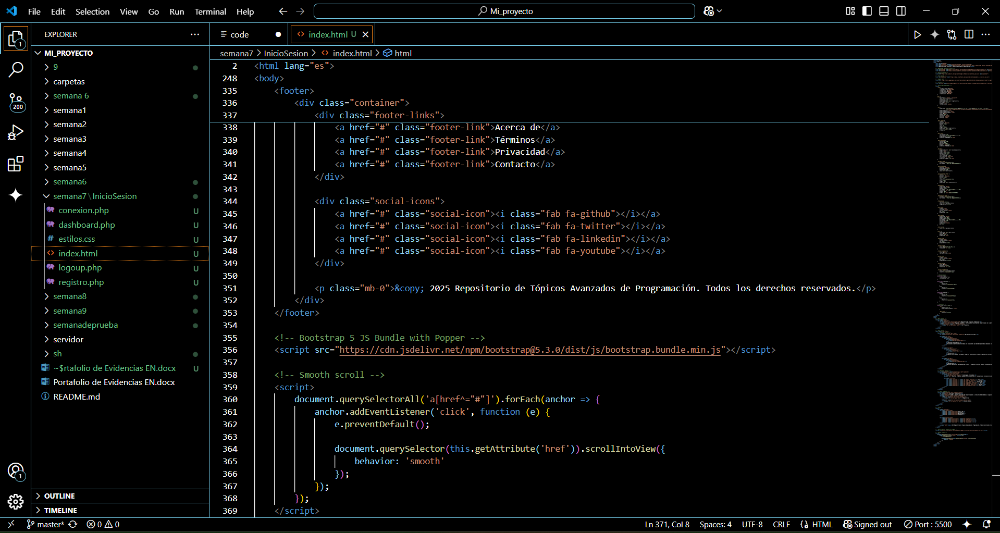 File Edit Selection View Go Run Terminal Help
Mi_proyecto
EXPLORER
1
MI_PROYECTO
9
carpetas
semana 6
200
semana1
semana2
semana3
semana4
semana5
semana6
semana7\InicioSesion
conexion.php U
dashboard.php U
# estilos.css U
<> index.html U
logoup.php U
registro.php U
semana8
semana9
semanadeprueba
servidor
sh
~$rtafolio de Evidencias EN.docx U
Portafolio de Evidencias EN.docx
README.md
1
OUTLINE
TIMELINE
code
<> index.html U
semana7 > InicioSesion > <> index.html > html
2 <html lang="es">
248 <body>
335 <footer>
336 <div class="container">
337 <div class="footer-links">
338 <a href="#" class="footer-link">Acerca de</a>
339 <a href="#" class="footer-link">Términos</a>
340 <a href="#" class="footer-link">Privacidad</a>
341 <a href="#" class="footer-link">Contacto</a>
342 </div>
343
344 <div class="social-icons">
345 <a href="#" class="social-icon"><i class="fab fa-github"></i></a>
346 <a href="#" class="social-icon"><i class="fab fa-twitter"></i></a>
347 <a href="#" class="social-icon"><i class="fab fa-linkedin"></i></a>
348 <a href="#" class="social-icon"><i class="fab fa-youtube"></i></a>
349 </div>
350
351 <p class="mb-0">&copy; 2025 Repositorio de Tópicos Avanzados de Programación. Todos los derechos reservados.</p>
352 </div>
353 </footer>
354
355 <!-- Bootstrap 5 JS Bundle with Popper -->
356 <script src="https://cdn.jsdelivr.net/npm/bootstrap@5.3.0/dist/js/bootstrap.bundle.min.js"></script>
357
358 <!-- Smooth scroll -->
359 <script>
360 document.querySelectorAll('a[href^="#"]').forEach(anchor => {
361 anchor.addEventListener('click', function (e) {
362 e.preventDefault();
363
364 document.querySelector(this.getAttribute('href')).scrollIntoView({
365 behavior: 'smooth'
366 });
367 });
368 });
369 </script>
master* 0 0
Ln 371, Col 8 Spaces: 4 UTF-8 CRLF {} HTML Signed out Port : 5500